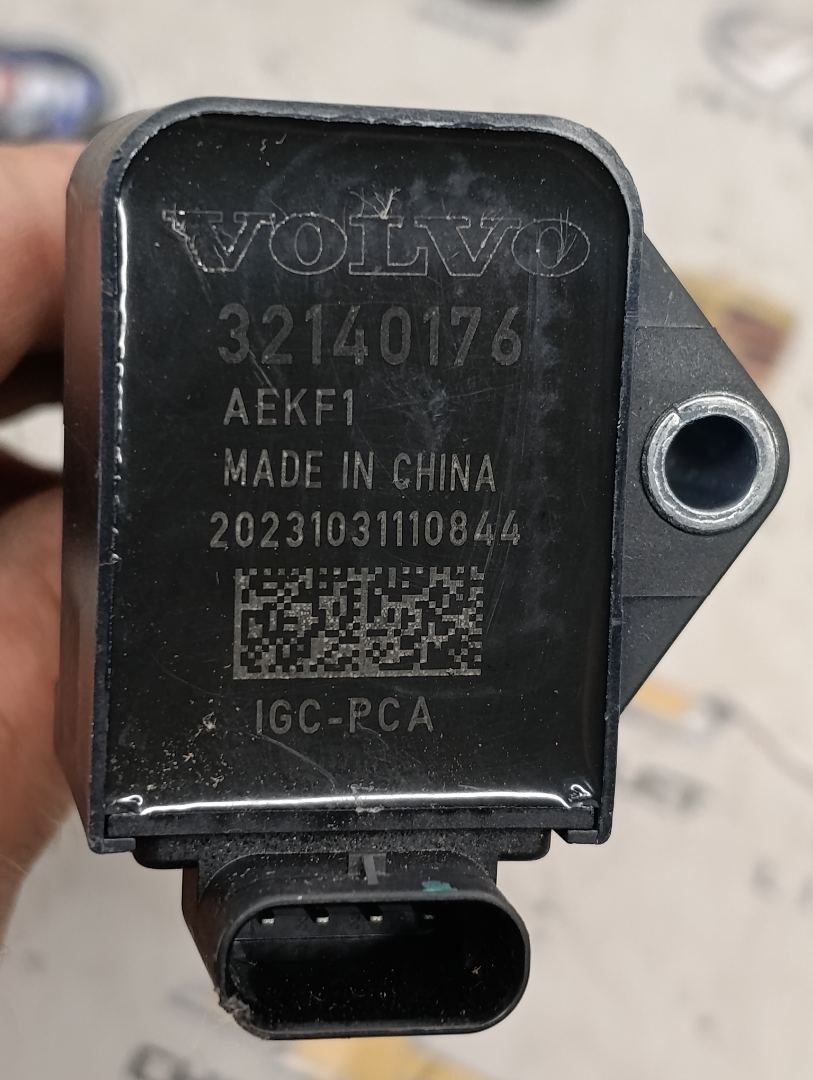 VOLVO
32140176
AEKF1
MADE IN CHINA
20231031110844
IGC-PCA